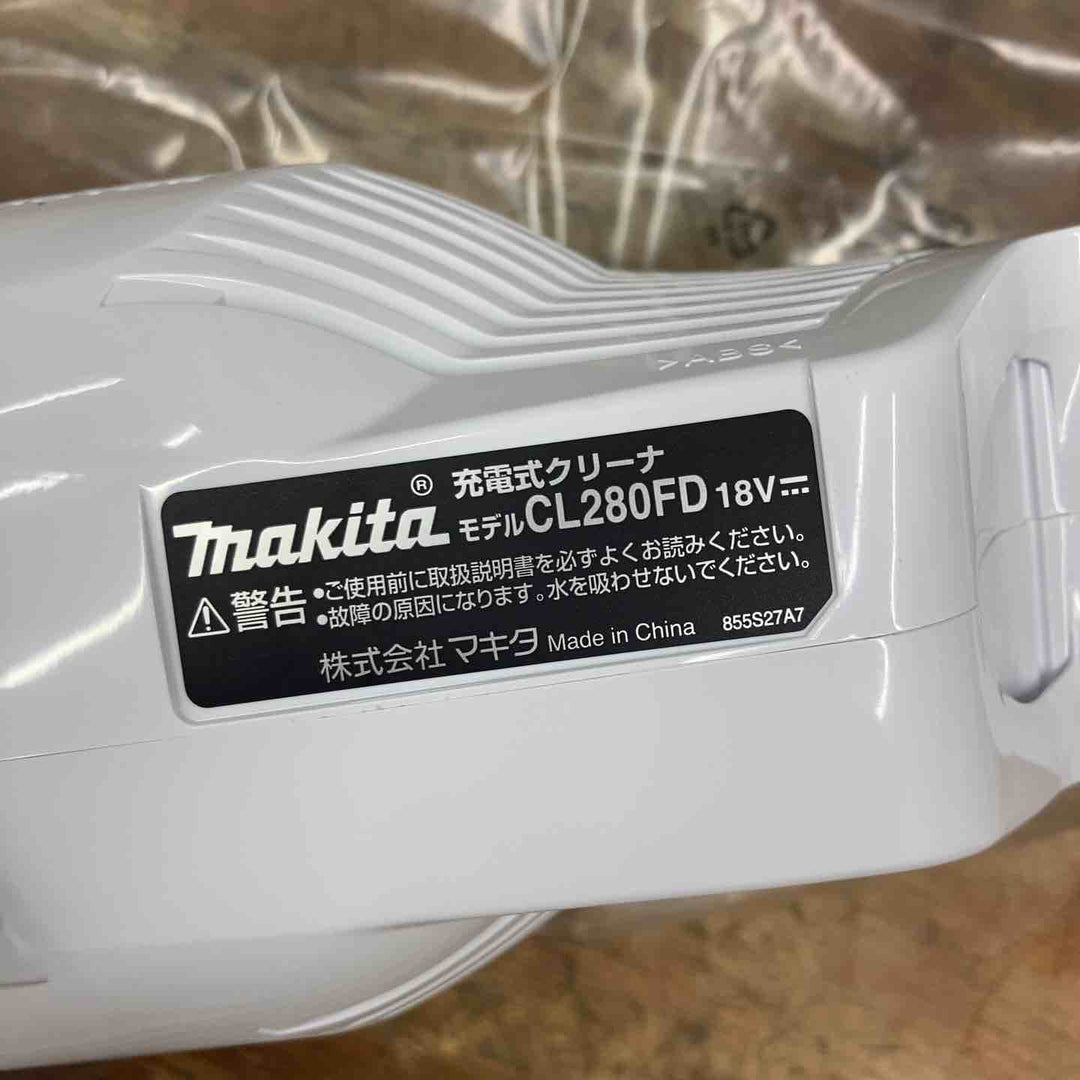 >ABS<
makita® 充電式クリーナ
モデルCL280FD 18V⎓
⚠警告 •ご使用前に取扱説明書を必ずよくお読みください。
•故障の原因になります。水を吸わせないでください。
株式会社マキタ Made in China 855S27A7